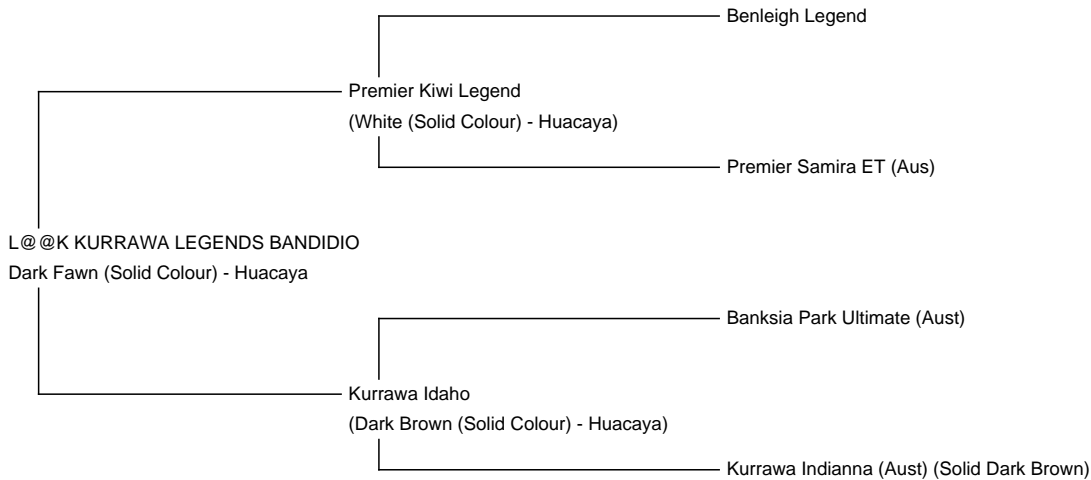 Benleigh Legend
Premier Kiwi Legend
(White (Solid Colour) - Huacaya)
Premier Samira ET (Aus)
L@@K KURRAWA LEGENDS BANDIDIO
Dark Fawn (Solid Colour) - Huacaya
Banksia Park Ultimate (Aust)
Kurrawa Idaho
(Dark Brown (Solid Colour) - Huacaya)
Kurrawa Indianna (Aust) (Solid Dark Brown)